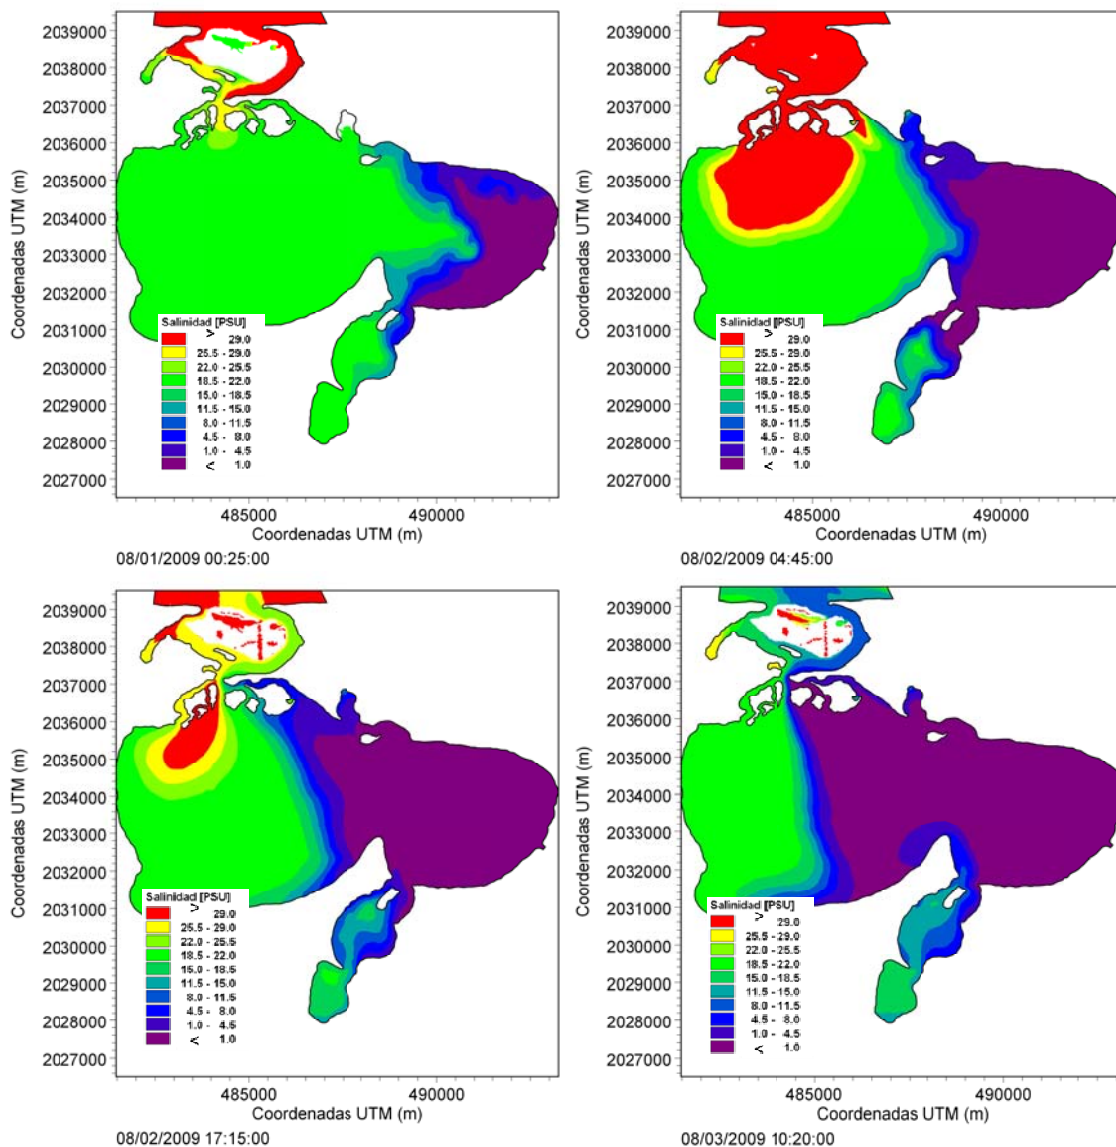 2039000
2038000
2037000
2036000
2035000
2034000
2033000
2032000
2031000
2030000
2029000
2028000
2027000
Coordenadas UTM (m)
Salinidad [PSU]
> 29.0
25.5 - 29.0
22.0 - 25.5
18.5 - 22.0
15.0 - 18.5
11.5 - 15.0
8.0 - 11.5
4.5 - 8.0
1.0 - 4.5
< 1.0
485000 490000
Coordenadas UTM (m)
08/01/2009 00:25:00
2039000
2038000
2037000
2036000
2035000
2034000
2033000
2032000
2031000
2030000
2029000
2028000
2027000
Coordenadas UTM (m)
Salinidad [PSU]
> 29.0
25.5 - 29.0
22.0 - 25.5
18.5 - 22.0
15.0 - 18.5
11.5 - 15.0
8.0 - 11.5
4.5 - 8.0
1.0 - 4.5
< 1.0
485000 490000
Coordenadas UTM (m)
08/02/2009 04:45:00
2039000
2038000
2037000
2036000
2035000
2034000
2033000
2032000
2031000
2030000
2029000
2028000
2027000
Coordenadas UTM (m)
Salinidad [PSU]
> 29.0
25.5 - 29.0
22.0 - 25.5
18.5 - 22.0
15.0 - 18.5
11.5 - 15.0
8.0 - 11.5
4.5 - 8.0
1.0 - 4.5
< 1.0
485000 490000
Coordenadas UTM (m)
08/02/2009 17:15:00
2039000
2038000
2037000
2036000
2035000
2034000
2033000
2032000
2031000
2030000
2029000
2028000
2027000
Coordenadas UTM (m)
Salinidad [PSU]
> 29.0
25.5 - 29.0
22.0 - 25.5
18.5 - 22.0
15.0 - 18.5
11.5 - 15.0
8.0 - 11.5
4.5 - 8.0
1.0 - 4.5
< 1.0
485000 490000
Coordenadas UTM (m)
08/03/2009 10:20:00